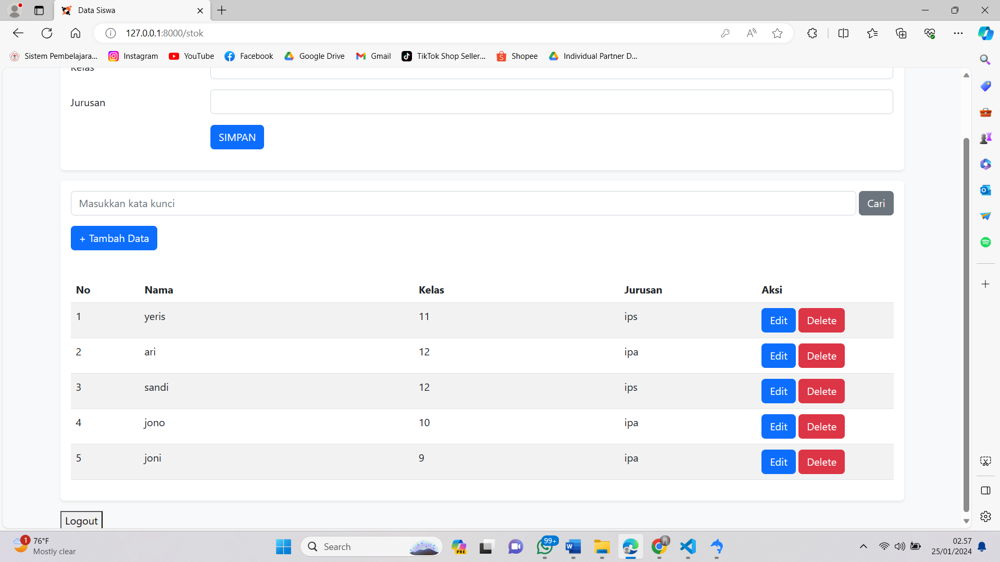 Data Siswa
127.0.0.1:8000/stok
Sistem Pembelajara... Instagram YouTube Facebook Google Drive Gmail TikTok Shop Seller... Shopee Individual Partner D...
Kelas
Jurusan
SIMPAN
Masukkan kata kunci Cari
+ Tambah Data
No Nama Kelas Jurusan Aksi
1 yeris 11 ips Edit Delete
2 ari 12 ipa Edit Delete
3 sandi 12 ips Edit Delete
4 jono 10 ipa Edit Delete
5 joni 9 ipa Edit Delete
Logout
1 76°F
Mostly clear
Search
PRE
99+
02.57
25/01/2024